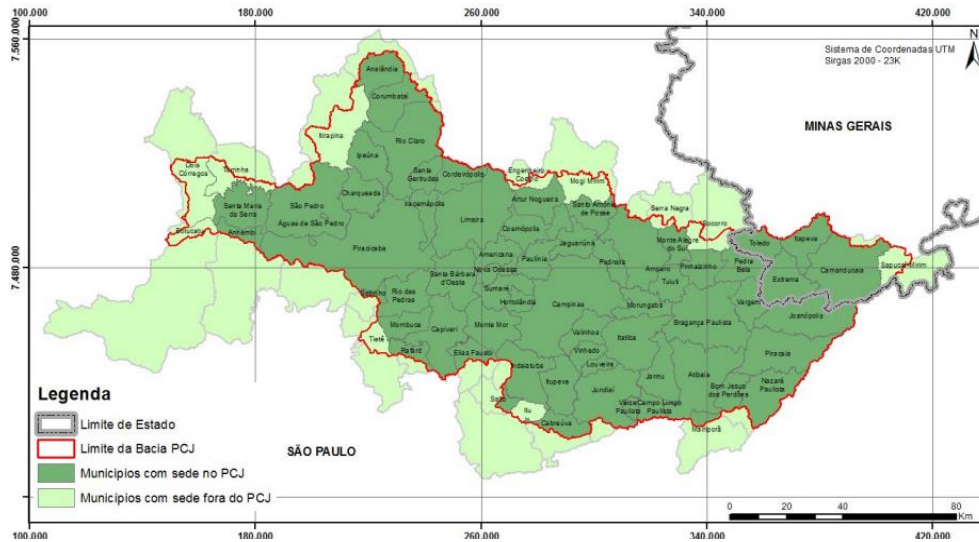 100.000 180.000 260.000 340.000 420.000
7.560.000
Sistema de Coordenadas UTM
Sirgas 2000 - 23K
N
MINAS GERAIS
Analândia
Corumbataí
Itirapina
Rio Claro
Ipeúna
Dois
Córregos
Torrinha
Santa
Gertrudes
Cordeirópolis
Engenheiro
Coelho
Mogi Mirim
Charqueada
Iracemápolis
Artur Nogueira
Santo Antônio
de Posse
Serra Negra
Socorro
Santa Maria
da Serra
São Pedro
Águas de São Pedro
Limeira
Cosmópolis
Botucatu
Anhembi
Piracicaba
Americana
Paulínia
Jaguariúna
Pedreira
Monte Alegre
do Sul
Toledo
Itapeva
7.480.000
Santa Bárbara
d'Oeste
Nova Odessa
Amparo
Pinhalzinho
Pedra
Bela
Extrema
Camanducaia
Sapucaí Mirim
Rio das
Pedras
Sumaré
Hortolândia
Campinas
Tuiuti
Morungaba
Vargem
Joanópolis
Mombuca
Capivari
Monte Mor
Bragança Paulista
Tietê
Rafard
Elias Fausto
Valinhos
Itatiba
Vinhedo
Louveira
Piracaia
Indaiatuba
Itupeva
Jundiaí
Jarinu
Atibaia
Bom Jesus
dos Perdões
Nazaré
Paulista
Salto
Itu
Cabreúva
Várzea
Paulista
Campo Limpo
Paulista
Mairiporã
Legenda
Limite de Estado
Limite da Bacia PCJ
Municípios com sede no PCJ
Municípios com sede fora do PCJ
SÃO PAULO
0 20 40 60 80
Km
100.000 180.000 260.000 340.000 420.000